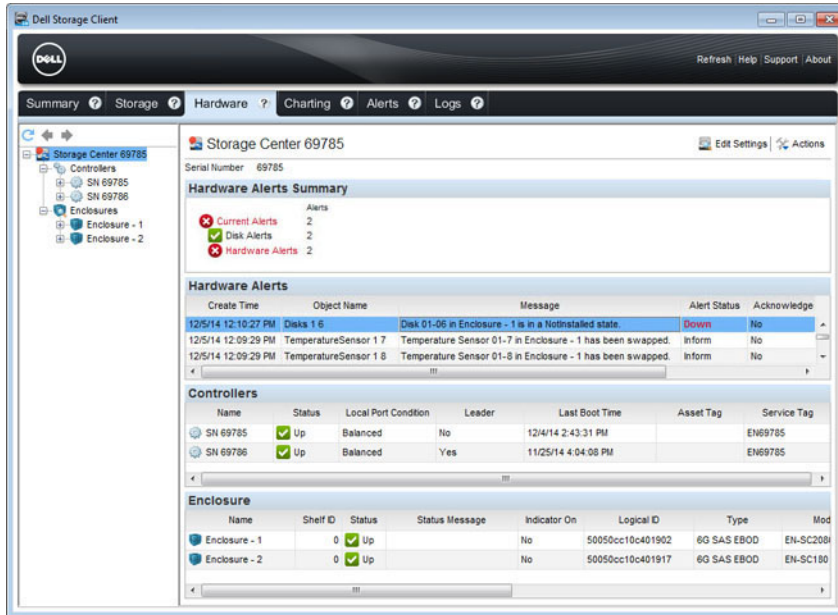 Dell Storage Client
DELL
Refresh Help Support About
Summary ? Storage ? Hardware ? Charting ? Alerts ? Logs ?
Storage Center 69785
Controllers
SN 69785
SN 69786
Enclosures
Enclosure - 1
Enclosure - 2
Storage Center 69785
Edit Settings Actions
Serial Number 69785
Hardware Alerts Summary
Alerts
Current Alerts 2
Disk Alerts 2
Hardware Alerts 2
Hardware Alerts
Create Time Object Name Message Alert Status Acknowledge
12/5/14 12:10:27 PM Disks 1 6 Disk 01-06 in Enclosure - 1 is in a NotInstalled state. Down No
12/5/14 12:09:29 PM TemperatureSensor 1 7 Temperature Sensor 01-7 in Enclosure - 1 has been swapped. Inform No
12/5/14 12:09:29 PM TemperatureSensor 1 8 Temperature Sensor 01-8 in Enclosure - 1 has been swapped. Inform No
Controllers
Name Status Local Port Condition Leader Last Boot Time Asset Tag Service Tag
SN 69785 Up Balanced No 12/4/14 2:43:31 PM EN69785
SN 69786 Up Balanced Yes 11/25/14 4:04:08 PM EN69785
Enclosure
Name Shelf ID Status Status Message Indicator On Logical ID Type Mod
Enclosure - 1 0 Up No 50050cc10c401902 6G SAS EBOD EN-SC208
Enclosure - 2 0 Up No 50050cc10c401917 6G SAS EBOD EN-SC180